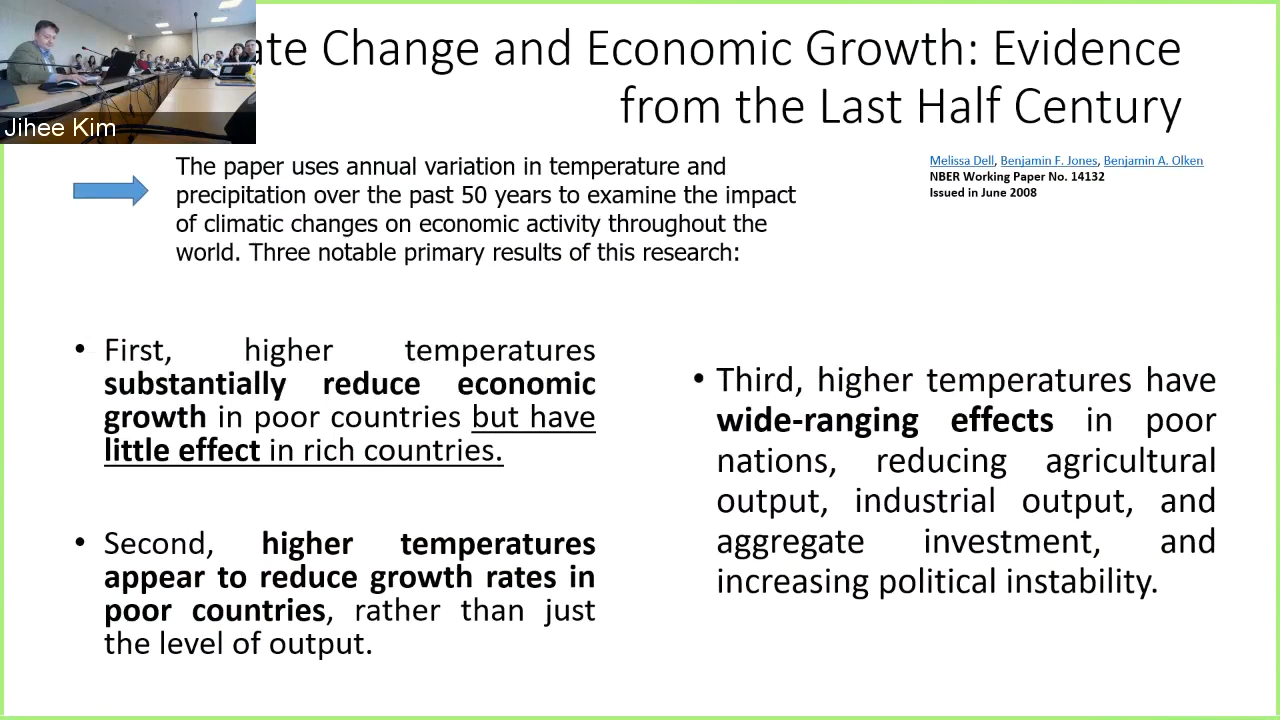 ate Change and Economic Growth: Evidence
from the Last Half Century
Jihee Kim
The paper uses annual variation in temperature and
precipitation over the past 50 years to examine the impact
of climatic changes on economic activity throughout the
world. Three notable primary results of this research:
Melissa Dell, Benjamin F. Jones, Benjamin A. Olken
NBER Working Paper No. 14132
Issued in June 2008
• First, higher temperatures
substantially reduce economic
growth in poor countries but have
little effect in rich countries.
• Second, higher temperatures
appear to reduce growth rates in
poor countries, rather than just
the level of output.
• Third, higher temperatures have
wide-ranging effects in poor
nations, reducing agricultural
output, industrial output, and
aggregate investment, and
increasing political instability.